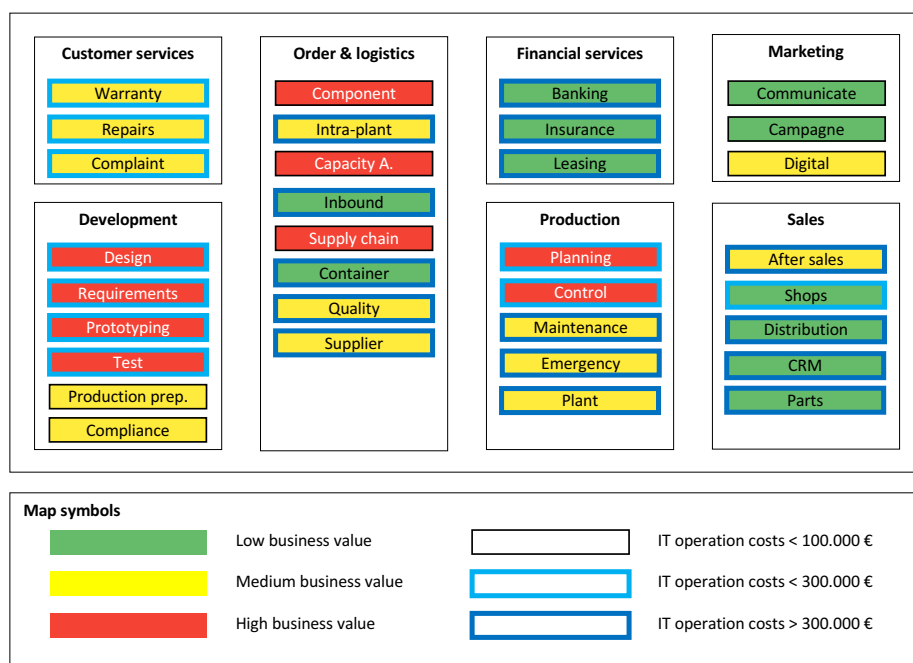 Customer services
Warranty
Repairs
Complaint
Order & logistics
Component
Intra-plant
Capacity A.
Inbound
Supply chain
Container
Quality
Supplier
Financial services
Banking
Insurance
Leasing
Marketing
Communicate
Campagne
Digital
Development
Design
Requirements
Prototyping
Test
Production prep.
Compliance
Production
Planning
Control
Maintenance
Emergency
Plant
Sales
After sales
Shops
Distribution
CRM
Parts
Map symbols
Low business value
IT operation costs < 100.000 €
Medium business value
IT operation costs < 300.000 €
High business value
IT operation costs > 300.000 €